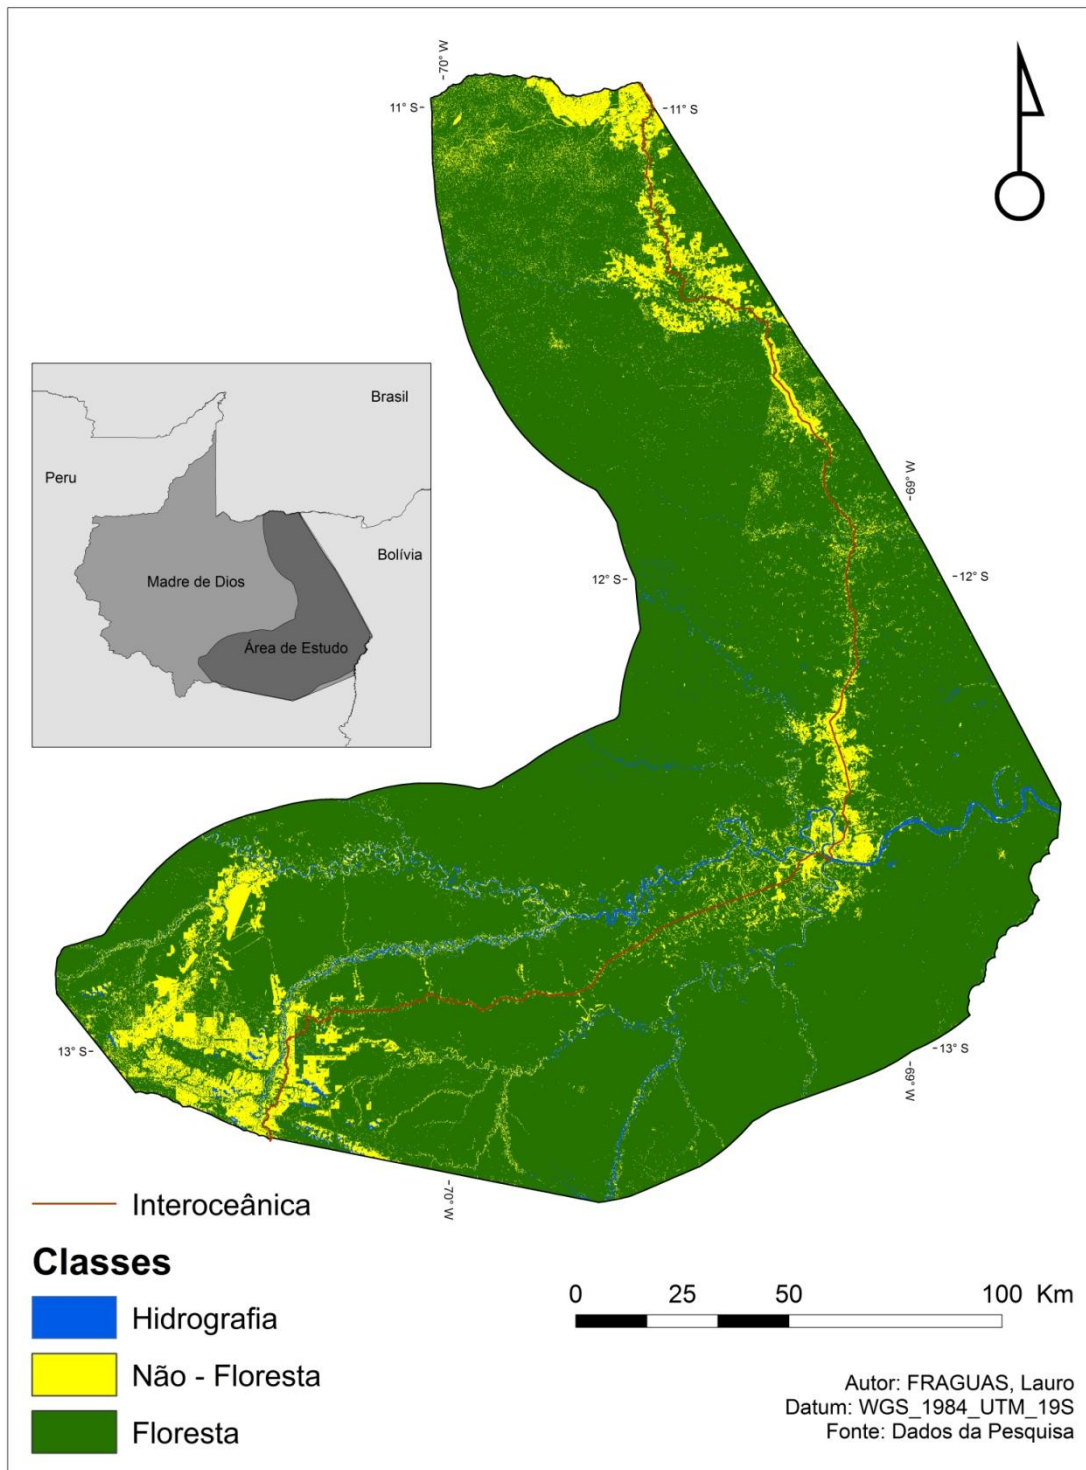 70° W
11° S
11° S
Brasil
Peru
Bolívia
Madre de Dios
Área de Estudo
69° W
12° S
12° S
13° S
13° S
69° W
70° W
Interoceânica
Classes
Hidrografia
Não - Floresta
Floresta
0 25 50 100 Km
Autor: FRAGUAS, Lauro
Datum: WGS_1984_UTM_19S
Fonte: Dados da Pesquisa